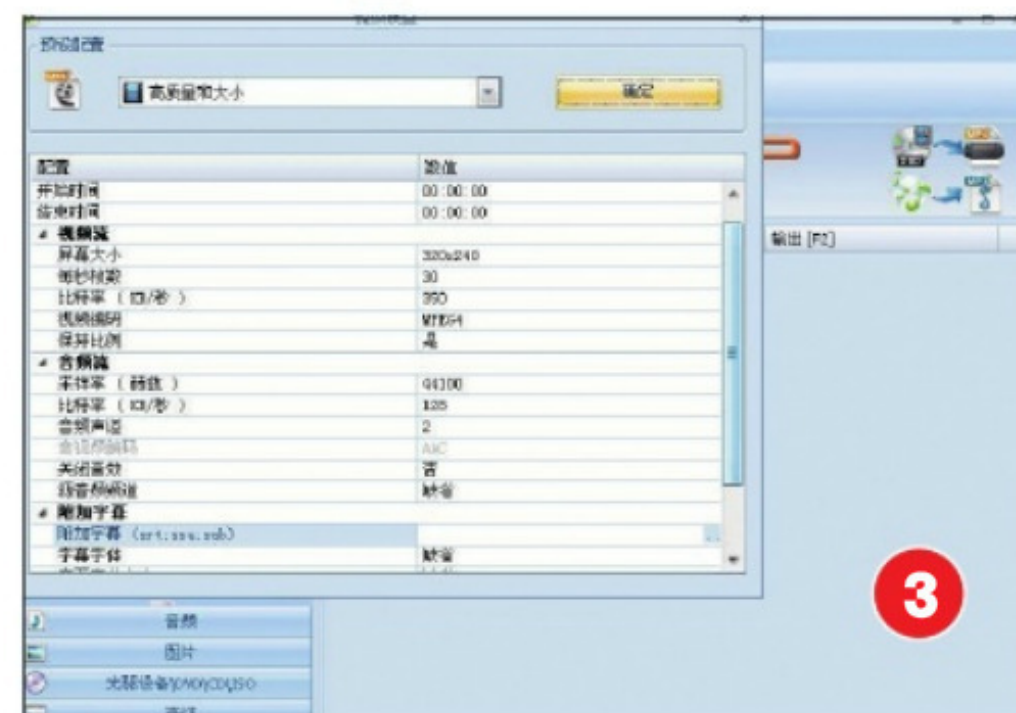 预设配置
高质量和大小
确定
配置 数值
开始时间 00:00:00
结束时间 00:00:00
视频流
屏幕大小 320x240
每秒帧数 30
比特率 ( KB/秒 )
视频编码 MPEG4
保持比例 是
音频流
采样率 ( 赫兹 ) 44100
比特率 ( KB/秒 ) 128
音频声道 2
音视频编码 AAC
关闭音效 否
源音频频道 缺省
附加字幕
附加字幕 (srt;ssa;sub)
字幕字体 缺省
输出 [F2]
音频
图片
光驱设备\DVD\CD\ISO
高级
3